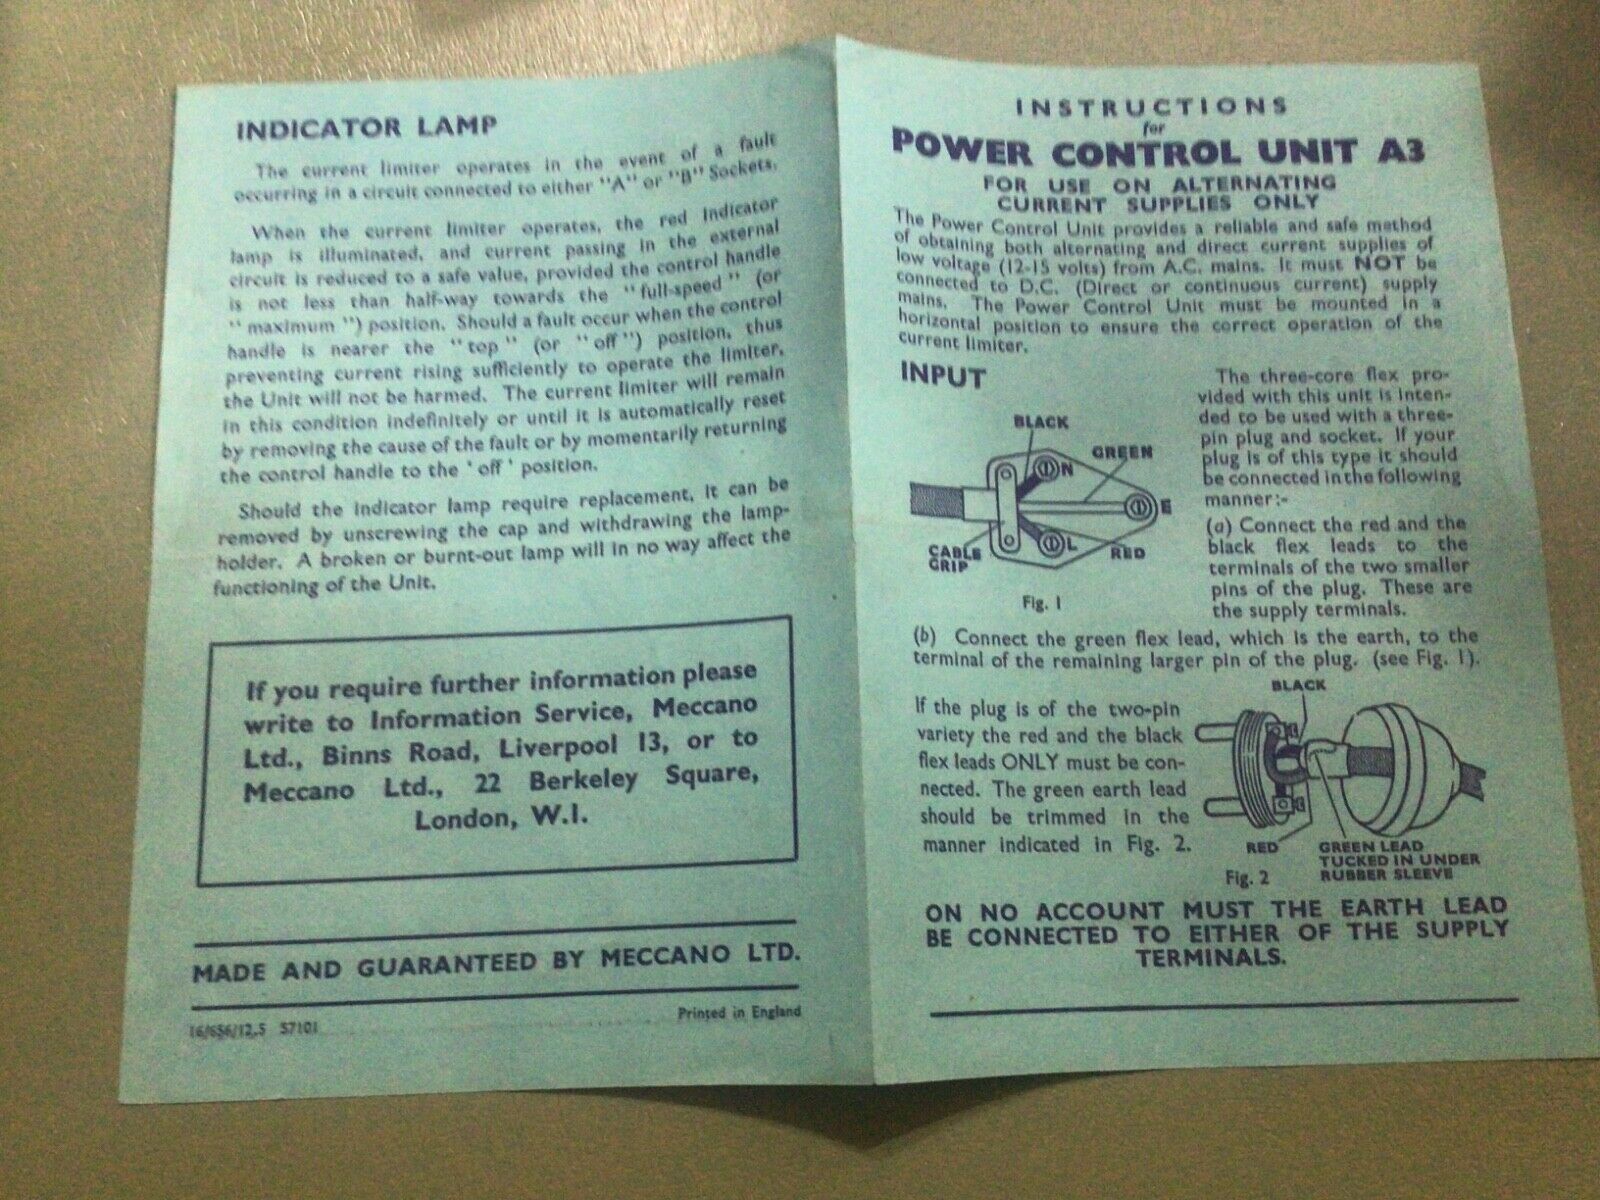 INDICATOR LAMP
The current limiter operates in the event of a fault
occurring in a circuit connected to either "A" or "B" Sockets.
When the current limiter operates, the red Indicator
lamp is illuminated, and current passing in the external
circuit is reduced to a safe value, provided the control handle
is not less than half-way towards the "full-speed" (or
"maximum") position. Should a fault occur when the control
handle is nearer the "top" (or "off") position, thus
preventing current rising sufficiently to operate the limiter,
the Unit will not be harmed. The current limiter will remain
in this condition indefinitely or until it is automatically reset
by removing the cause of the fault or by momentarily returning
the control handle to the 'off' position.
Should the indicator lamp require replacement, it can be
removed by unscrewing the cap and withdrawing the lamp-
holder. A broken or burnt-out lamp will in no way affect the
functioning of the Unit.
If you require further information please
write to Information Service, Meccano
Ltd., Binns Road, Liverpool 13, or to
Meccano Ltd., 22 Berkeley Square,
London, W.1.
MADE AND GUARANTEED BY MECCANO LTD.
16/656/12.5 57101
Printed in England
INSTRUCTIONS
for
POWER CONTROL UNIT A3
FOR USE ON ALTERNATING
CURRENT SUPPLIES ONLY
The Power Control Unit provides a reliable and safe method
of obtaining both alternating and direct current supplies of
low voltage (12-15 volts) from A.C. mains. It must NOT be
connected to D.C. (Direct or continuous current) supply
mains. The Power Control Unit must be mounted in a
horizontal position to ensure the correct operation of the
current limiter.
INPUT
BLACK
GREEN
N
E
L
CABLE
GRIP
RED
Fig. 1
The three-core flex pro-
vided with this unit is inten-
ded to be used with a three-
pin plug and socket. If your
plug is of this type it should
be connected in the following
manner:-
(a) Connect the red and the
black flex leads to the
terminals of the two smaller
pins of the plug. These are
the supply terminals.
(b) Connect the green flex lead, which is the earth, to the
terminal of the remaining larger pin of the plug. (see Fig. 1).
If the plug is of the two-pin
variety the red and the black
flex leads ONLY must be con-
nected. The green earth lead
should be trimmed in the
manner indicated in Fig. 2.
BLACK
RED
GREEN LEAD
TUCKED IN UNDER
RUBBER SLEEVE
Fig. 2
ON NO ACCOUNT MUST THE EARTH LEAD
BE CONNECTED TO EITHER OF THE SUPPLY
TERMINALS.